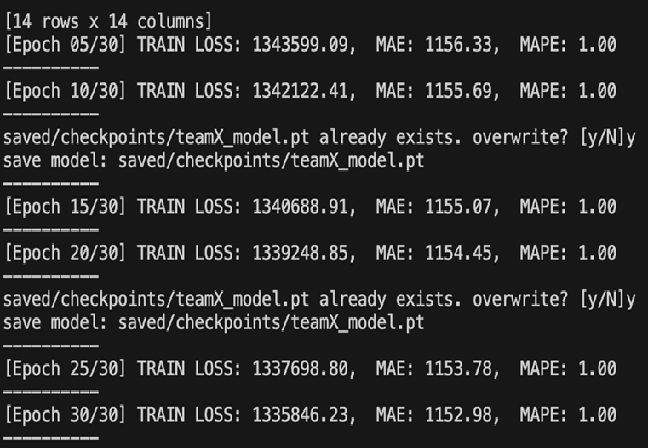 [14 rows x 14 columns]
[Epoch 05/30] TRAIN LOSS: 1343599.09,  MAE: 1156.33,  MAPE: 1.00
----------
[Epoch 10/30] TRAIN LOSS: 1342122.41,  MAE: 1155.69,  MAPE: 1.00
----------
saved/checkpoints/teamX_model.pt already exists. overwrite? [y/N]y
save model: saved/checkpoints/teamX_model.pt
----------
[Epoch 15/30] TRAIN LOSS: 1340688.91,  MAE: 1155.07,  MAPE: 1.00
----------
[Epoch 20/30] TRAIN LOSS: 1339248.85,  MAE: 1154.45,  MAPE: 1.00
----------
saved/checkpoints/teamX_model.pt already exists. overwrite? [y/N]y
save model: saved/checkpoints/teamX_model.pt
----------
[Epoch 25/30] TRAIN LOSS: 1337698.80,  MAE: 1153.78,  MAPE: 1.00
----------
[Epoch 30/30] TRAIN LOSS: 1335846.23,  MAE: 1152.98,  MAPE: 1.00
----------